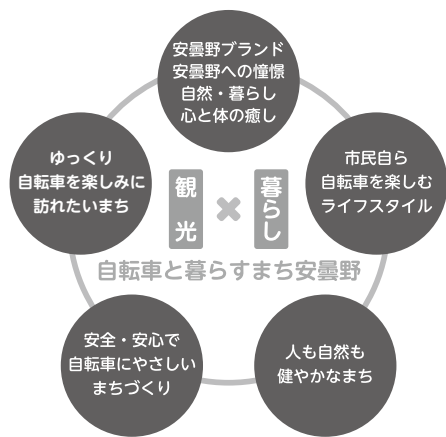 安曇野ブランド
安曇野への憧憬
自然・暮らし
心と体の癒し
ゆっくり
自転車を楽しみに
訪れたいまち
市民自ら
自転車を楽しむ
ライフスタイル
観光
×
暮らし
自転車と暮らすまち安曇野
安全・安心で
自転車にやさしい
まちづくり
人も自然も
健やかなまち